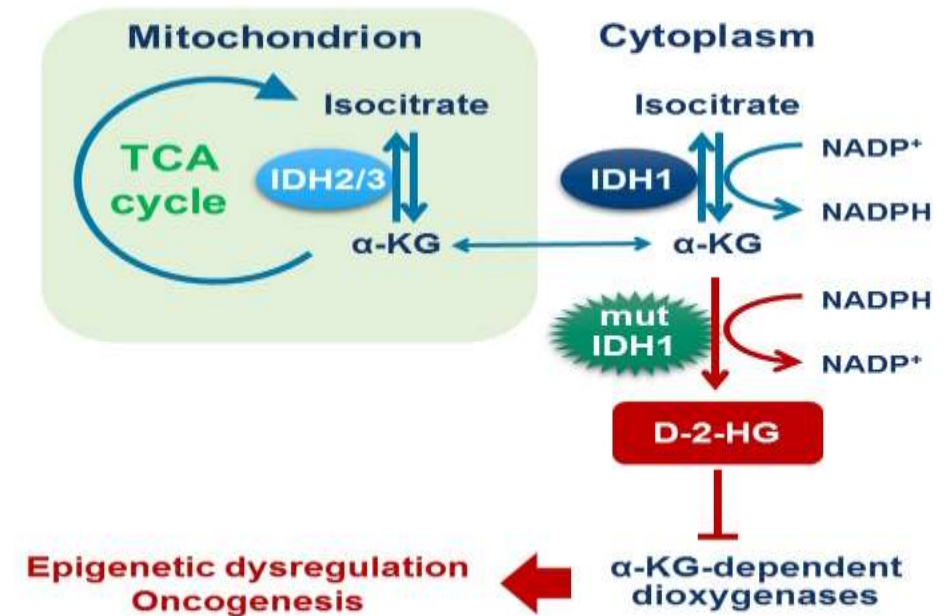 Mitochondrion
Cytoplasm
Isocitrate
TCA
cycle
IDH2/3
α-KG
Isocitrate
IDH1
NADP⁺
NADPH
α-KG
mut
IDH1
NADPH
NADP⁺
D-2-HG
α-KG-dependent
dioxygenases
Epigenetic dysregulation
Oncogenesis